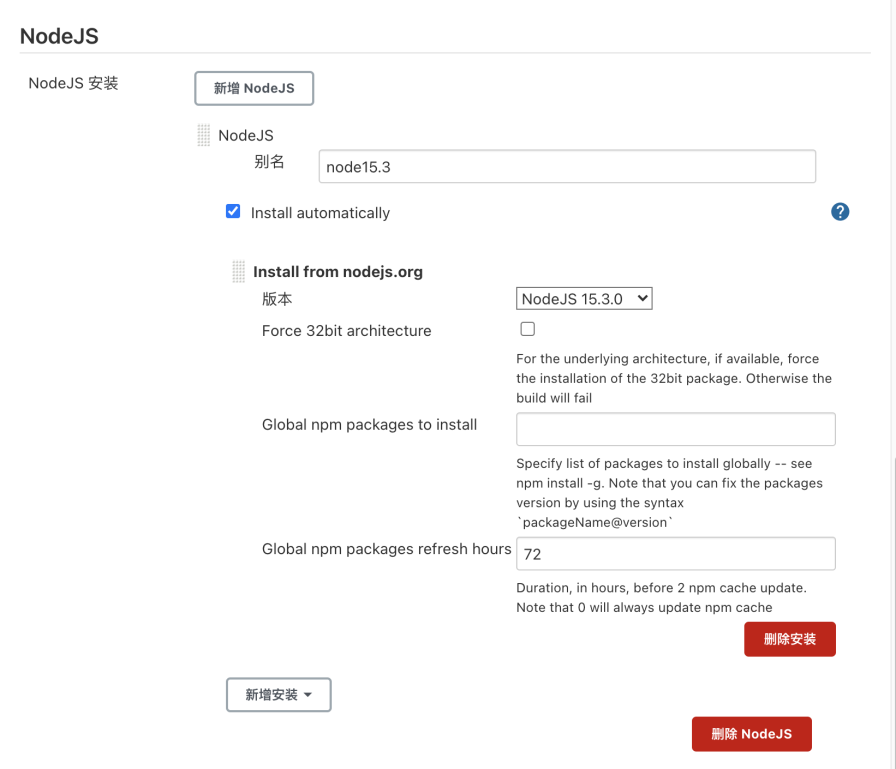 NodeJS
NodeJS 安装
新增 NodeJS
NodeJS
别名
node15.3
Install automatically
?
Install from nodejs.org
版本
NodeJS 15.3.0
Force 32bit architecture
For the underlying architecture, if available, force
the installation of the 32bit package. Otherwise the
build will fail
Global npm packages to install
Specify list of packages to install globally -- see
npm install -g. Note that you can fix the packages
version by using the syntax
`packageName@version`
Global npm packages refresh hours
72
Duration, in hours, before 2 npm cache update.
Note that 0 will always update npm cache
删除安装
新增安装
删除 NodeJS